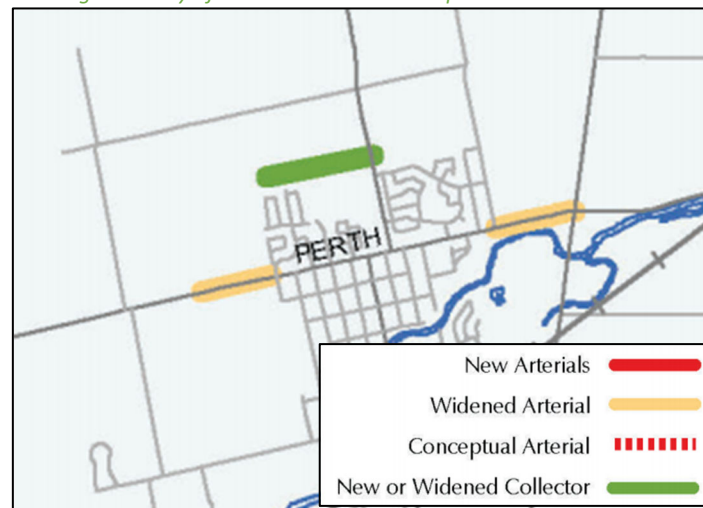 PERTH
New Arterials
Widened Arterial
Conceptual Arterial
New or Widened Collector